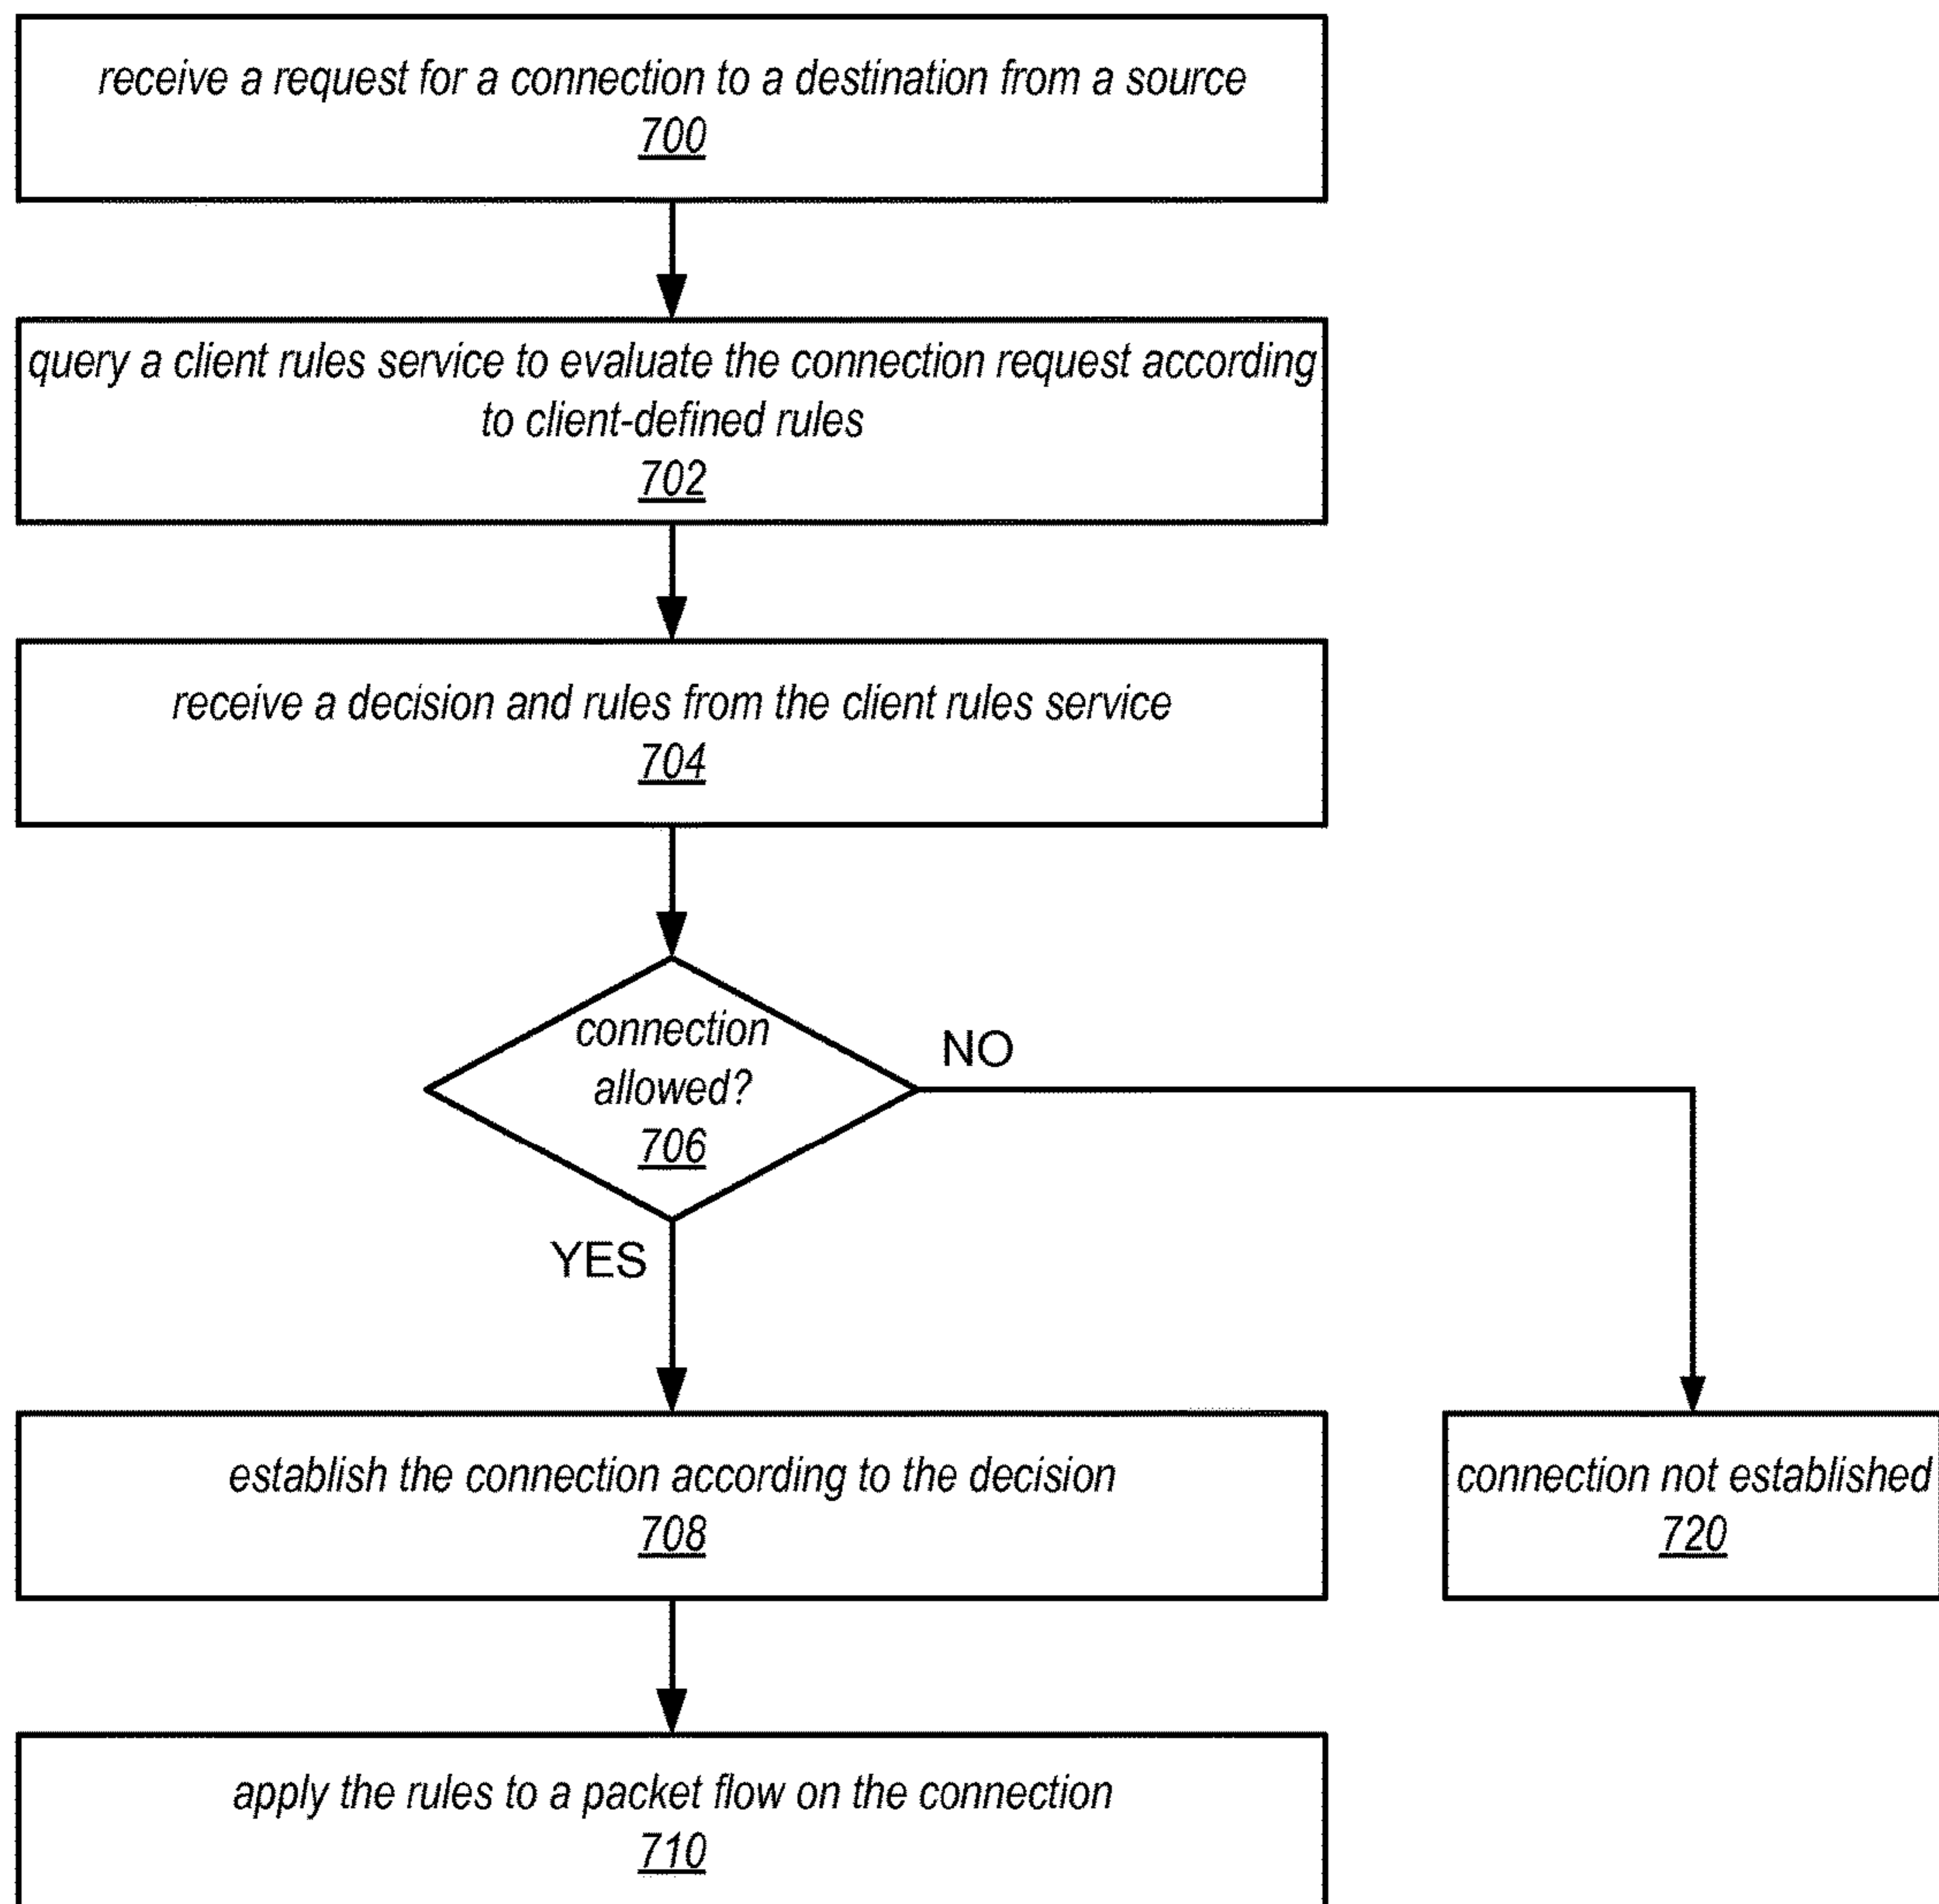 receive a request for a connection to a destination from a source
700
query a client rules service to evaluate the connection request according
to client-defined rules
702
receive a decision and rules from the client rules service
704
connection
allowed?
706
NO
YES
establish the connection according to the decision
708
connection not established
720
apply the rules to a packet flow on the connection
710